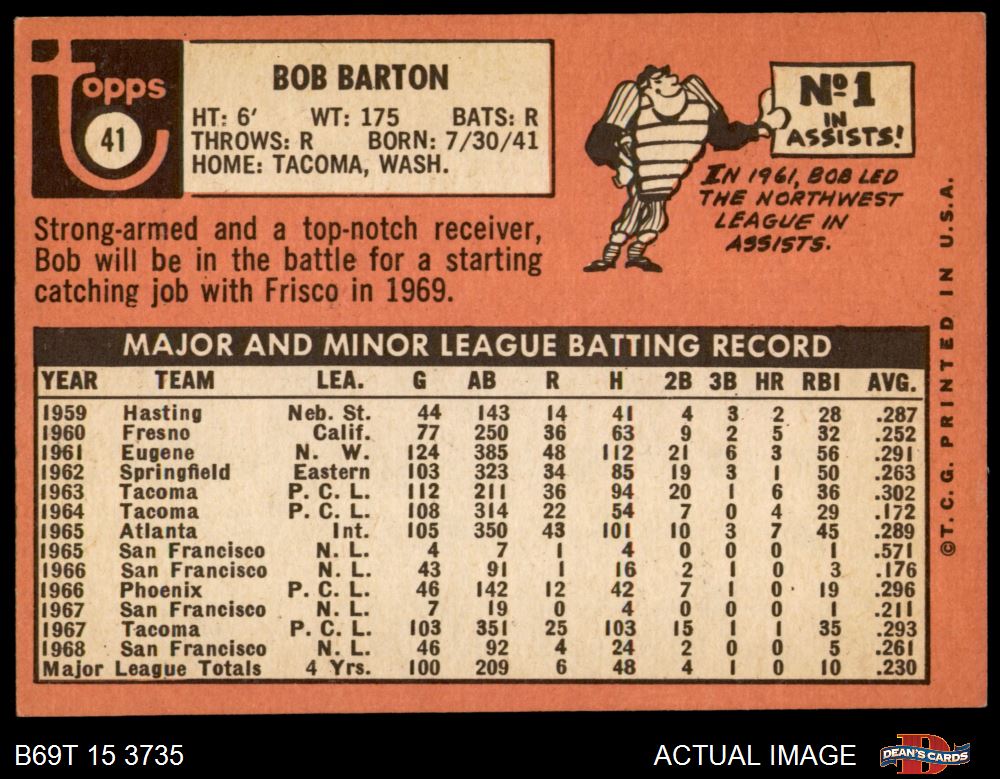 Topps
41
BOB BARTON
HT: 6' WT: 175 BATS: R
THROWS: R BORN: 7/30/41
HOME: TACOMA, WASH.
Nº1
IN
ASSISTS!
IN 1961, BOB LED
THE NORTHWEST
LEAGUE IN
ASSISTS.
Strong-armed and a top-notch receiver,
Bob will be in the battle for a starting
catching job with Frisco in 1969.
MAJOR AND MINOR LEAGUE BATTING RECORD
YEAR TEAM LEA. G AB R H 2B 3B HR RBI AVG.
1959 Hasting Neb. St. 44 143 14 41 4 3 2 28 .287
1960 Fresno Calif. 77 250 36 63 9 2 5 32 .252
1961 Eugene N. W. 124 385 48 112 21 6 3 56 .291
1962 Springfield Eastern 103 323 34 85 19 3 1 50 .263
1963 Tacoma P. C. L. 112 211 36 94 20 1 6 36 .302
1964 Tacoma P. C. L. 108 314 22 54 7 0 4 29 .172
1965 Atlanta Int. 105 350 43 101 10 3 7 45 .289
1965 San Francisco N. L. 4 7 1 4 0 0 0 1 .571
1966 San Francisco N. L. 43 91 1 16 2 1 0 3 .176
1966 Phoenix P. C. L. 46 142 12 42 7 1 0 19 .296
1967 San Francisco N. L. 7 19 0 4 0 0 0 1 .211
1967 Tacoma P. C. L. 103 351 25 103 15 1 1 35 .293
1968 San Francisco N. L. 46 92 4 24 2 0 0 5 .261
Major League Totals 4 Yrs. 100 209 6 48 4 1 0 10 .230
©T. C. G. PRINTED IN U.S.A.
B69T 15 3735
ACTUAL IMAGE
DEAN'S CARDS